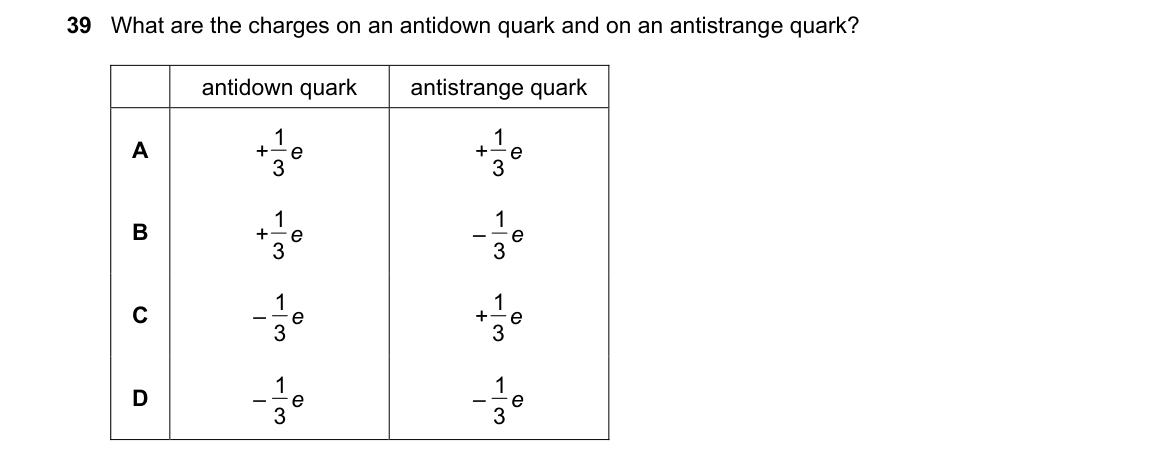 39 What are the charges on an antidown quark and on an antistrange quark?
antidown quark antistrange quark
A +1/3 e +1/3 e
B +1/3 e –1/3 e
C –1/3 e +1/3 e
D –1/3 e –1/3 e